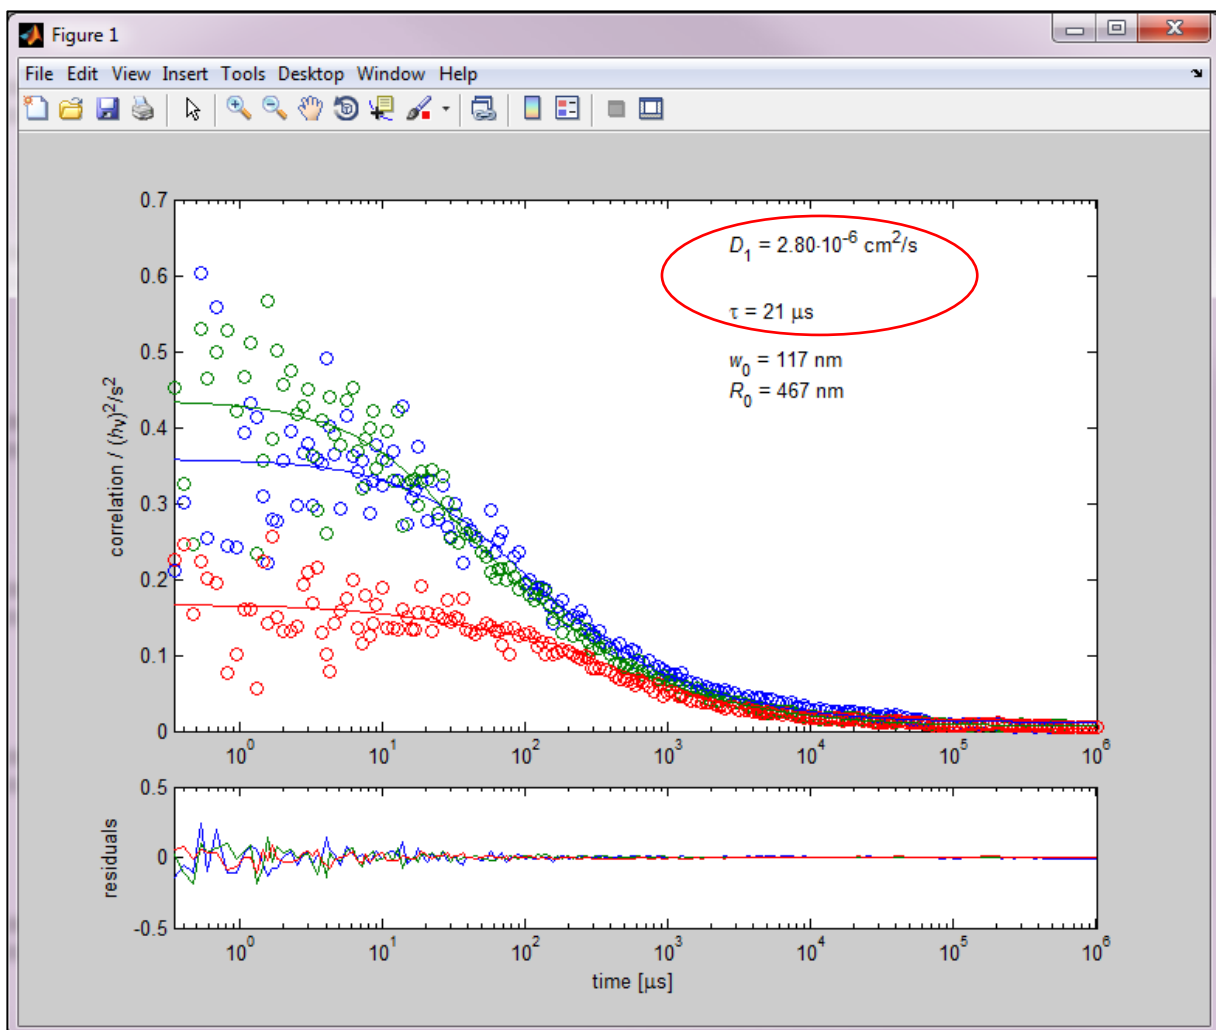 Figure 1
File Edit View Insert Tools Desktop Window Help
0.7
0.6
0.5
0.4
0.3
0.2
0.1
0
correlation / (hν)²/s²
D₁ = 2.80·10⁻⁶ cm²/s
τ = 21 μs
w₀ = 117 nm
R₀ = 467 nm
10⁰ 10¹ 10² 10³ 10⁴ 10⁵ 10⁶
0.5
0
-0.5
residuals
10⁰ 10¹ 10² 10³ 10⁴ 10⁵ 10⁶
time [μs]